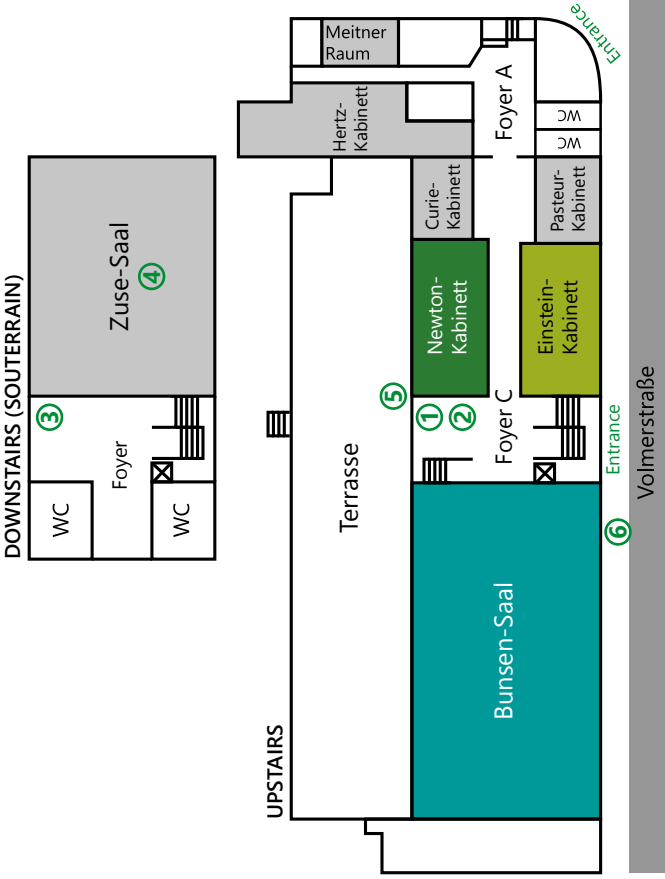 Meitner
Raum
Entrance
Foyer A
WC
WC
Hertz-
Kabinett
Curie-
Kabinett
Pasteur-
Kabinett
DOWNSTAIRS (SOUTERRAIN)
Zuse-Saal
④
③
Foyer
WC
WC
UPSTAIRS
Terrasse
⑤
Newton-
Kabinett
Einstein-
Kabinett
①
②
Foyer C
Entrance
Volmerstraße
⑥
Bunsen-Saal